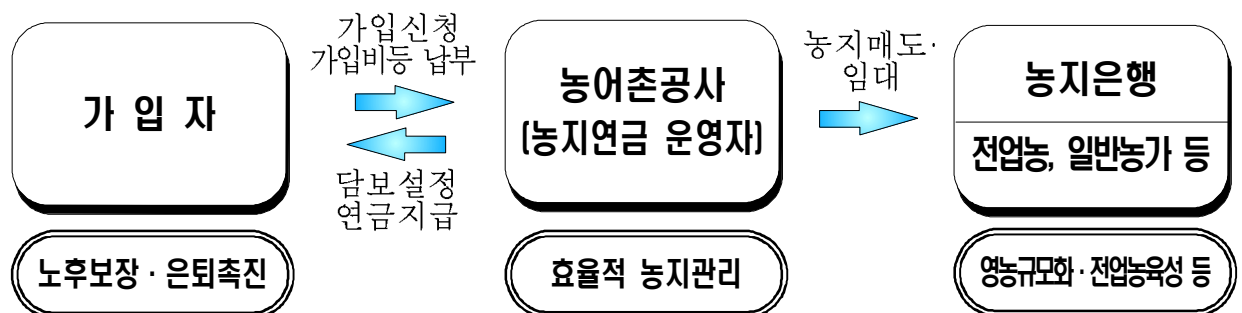 가 입 자
노후보장 · 은퇴촉진
가입신청
가입비등 납부
담보설정
연금지급
농어촌공사
(농지연금 운영자)
효율적 농지관리
농지매도·
임대
농지은행
전업농, 일반농가 등
영농규모화 · 전업농육성 등